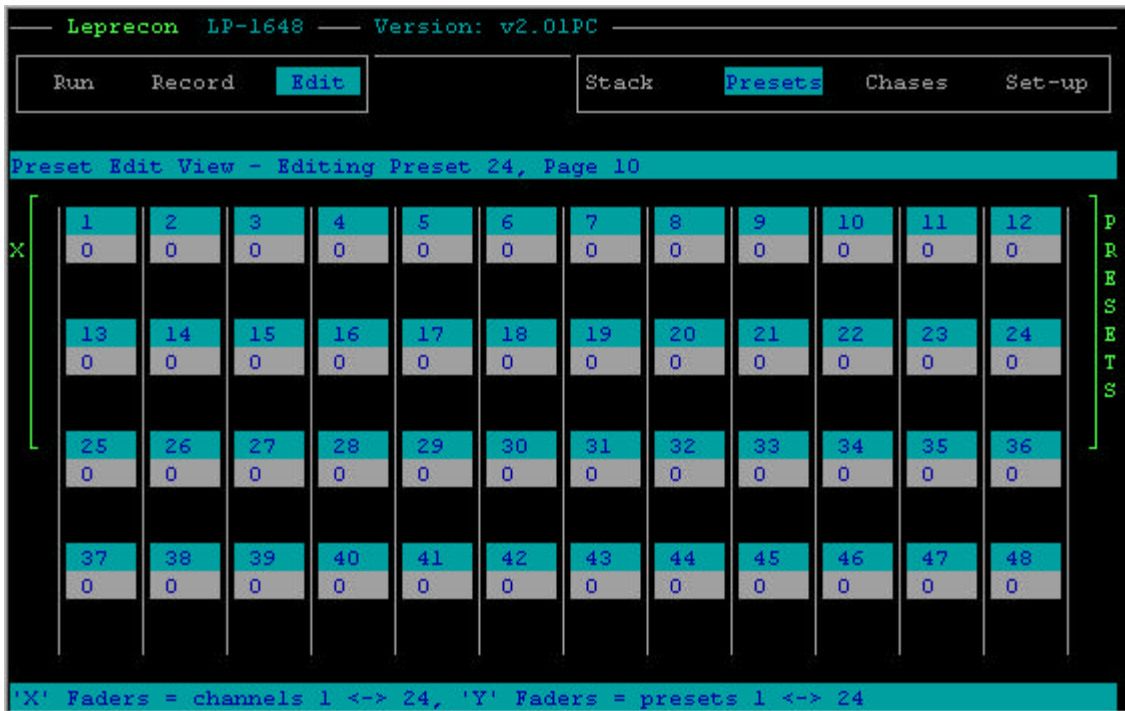 Leprecon LP-1648 Version: v2.01PC
Run Record Edit Stack Presets Chases Set-up
Preset Edit View - Editing Preset 24, Page 10
1 2 3 4 5 6 7 8 9 10 11 12
X 0 0 0 0 0 0 0 0 0 0 0 0
13 14 15 16 17 18 19 20 21 22 23 24
0 0 0 0 0 0 0 0 0 0 0 0
25 26 27 28 29 30 31 32 33 34 35 36
0 0 0 0 0 0 0 0 0 0 0 0
37 38 39 40 41 42 43 44 45 46 47 48
0 0 0 0 0 0 0 0 0 0 0 0
PRESETS
'X' Faders = channels 1 <-> 24, 'Y' Faders = presets 1 <-> 24